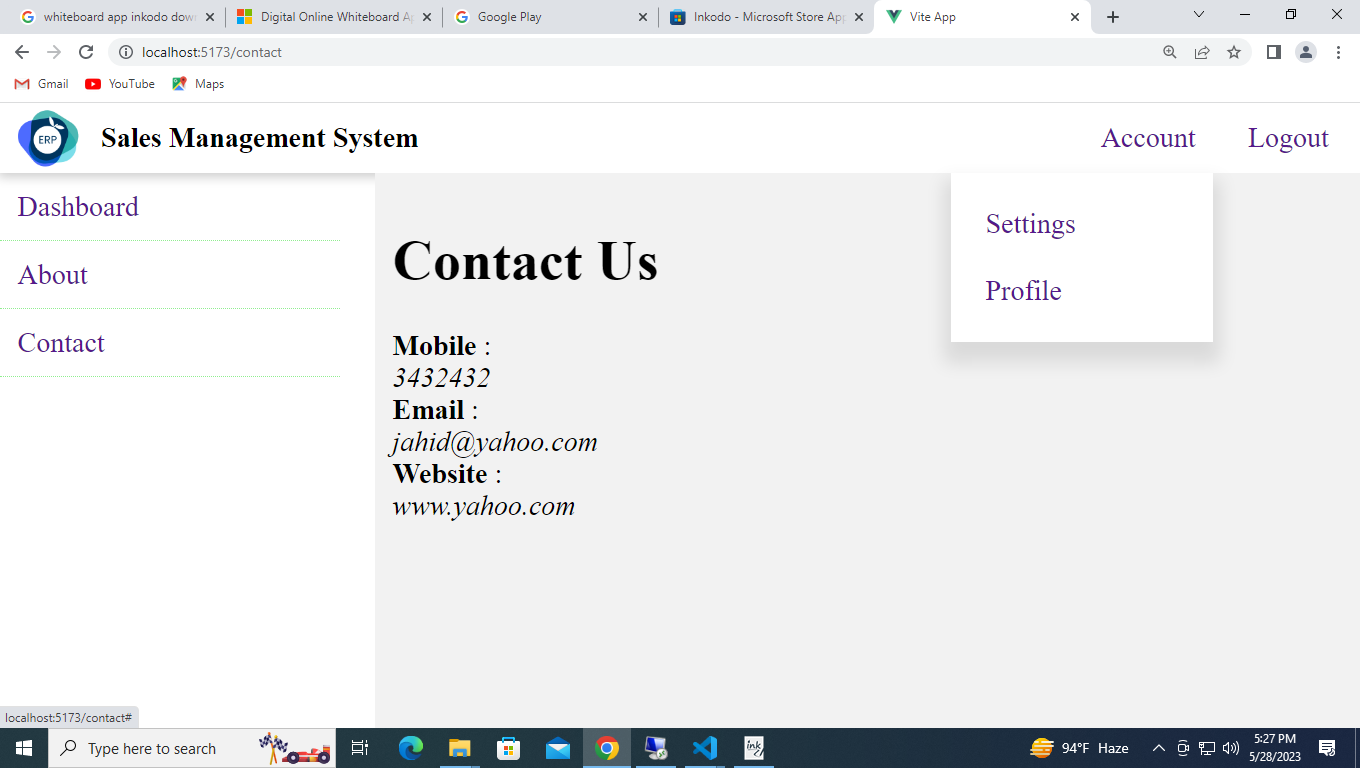 whiteboard app inkodo dow
Digital Online Whiteboard Ap
Google Play
Inkodo - Microsoft Store App
Vite App
localhost:5173/contact
Gmail
YouTube
Maps
ERP
Sales Management System
Account
Logout
Dashboard
About
Contact
Settings
Profile
Contact Us
Mobile :
3432432
Email :
jahid@yahoo.com
Website :
www.yahoo.com
localhost:5173/contact#
Type here to search
ink
94°F Haze
5:27 PM
5/28/2023